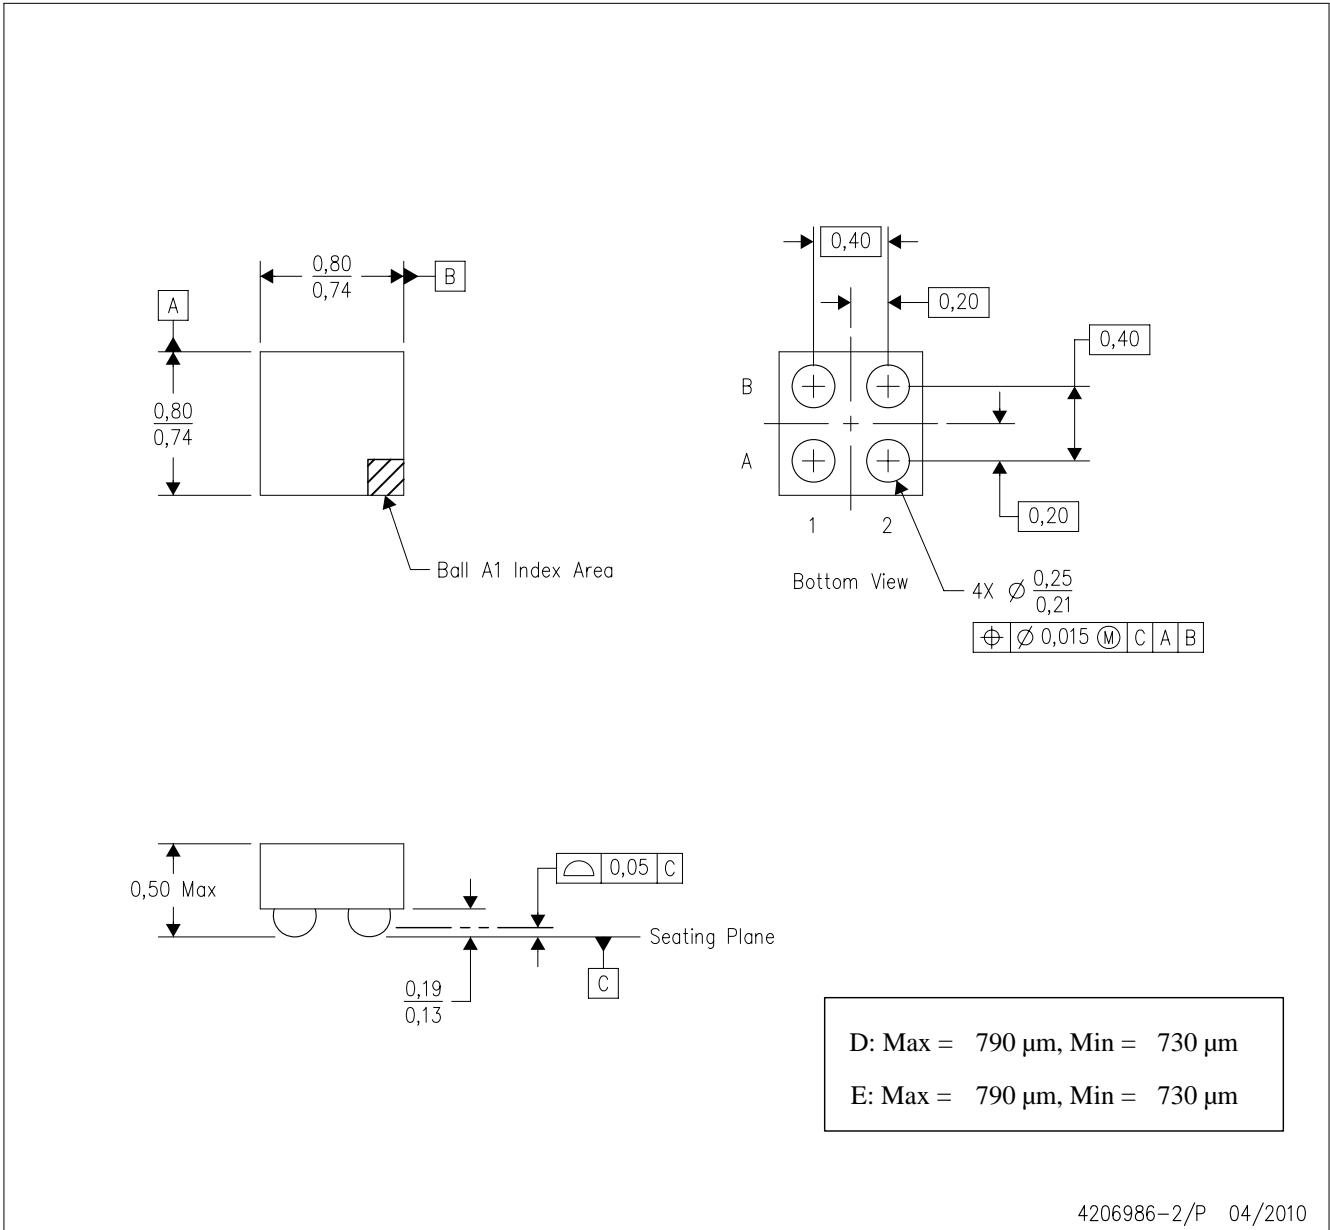 0,40
0,80
0,74
B
0,20
A
0,40
0,80
0,74
B
A
0,20
1 2
Ball A1 Index Area
Bottom View
4X Ø 0,25
0,21
⌖ Ø 0,015 Ⓜ C A B
0,50 Max
⌓ 0,05 C
Seating Plane
C
0,19
0,13
D: Max = 790 µm, Min = 730 µm
E: Max = 790 µm, Min = 730 µm
4206986-2/P 04/2010